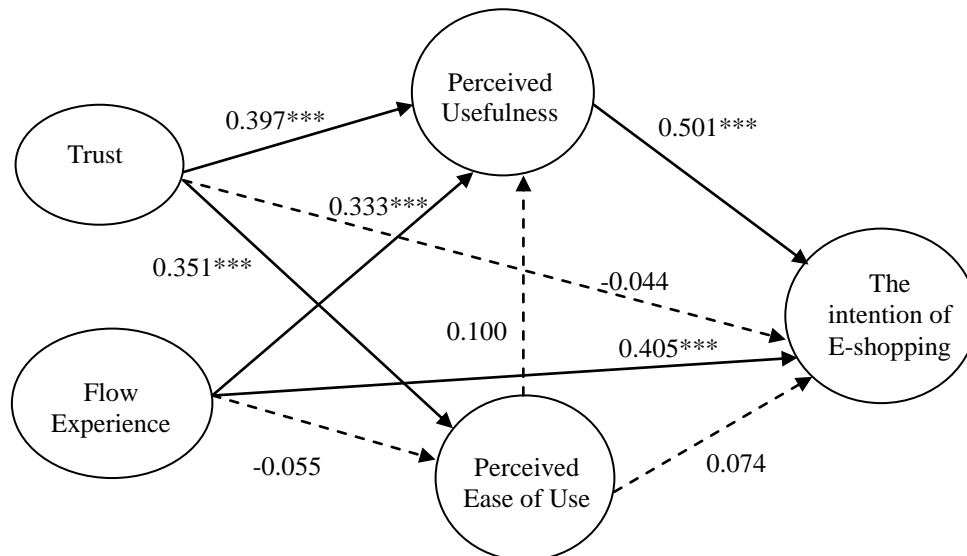 Perceived
Usefulness
0.397***
0.501***
Trust
0.333***
0.351***
-0.044
The
intention of
E-shopping
0.100
0.405***
Flow
Experience
-0.055
Perceived
Ease of Use
0.074